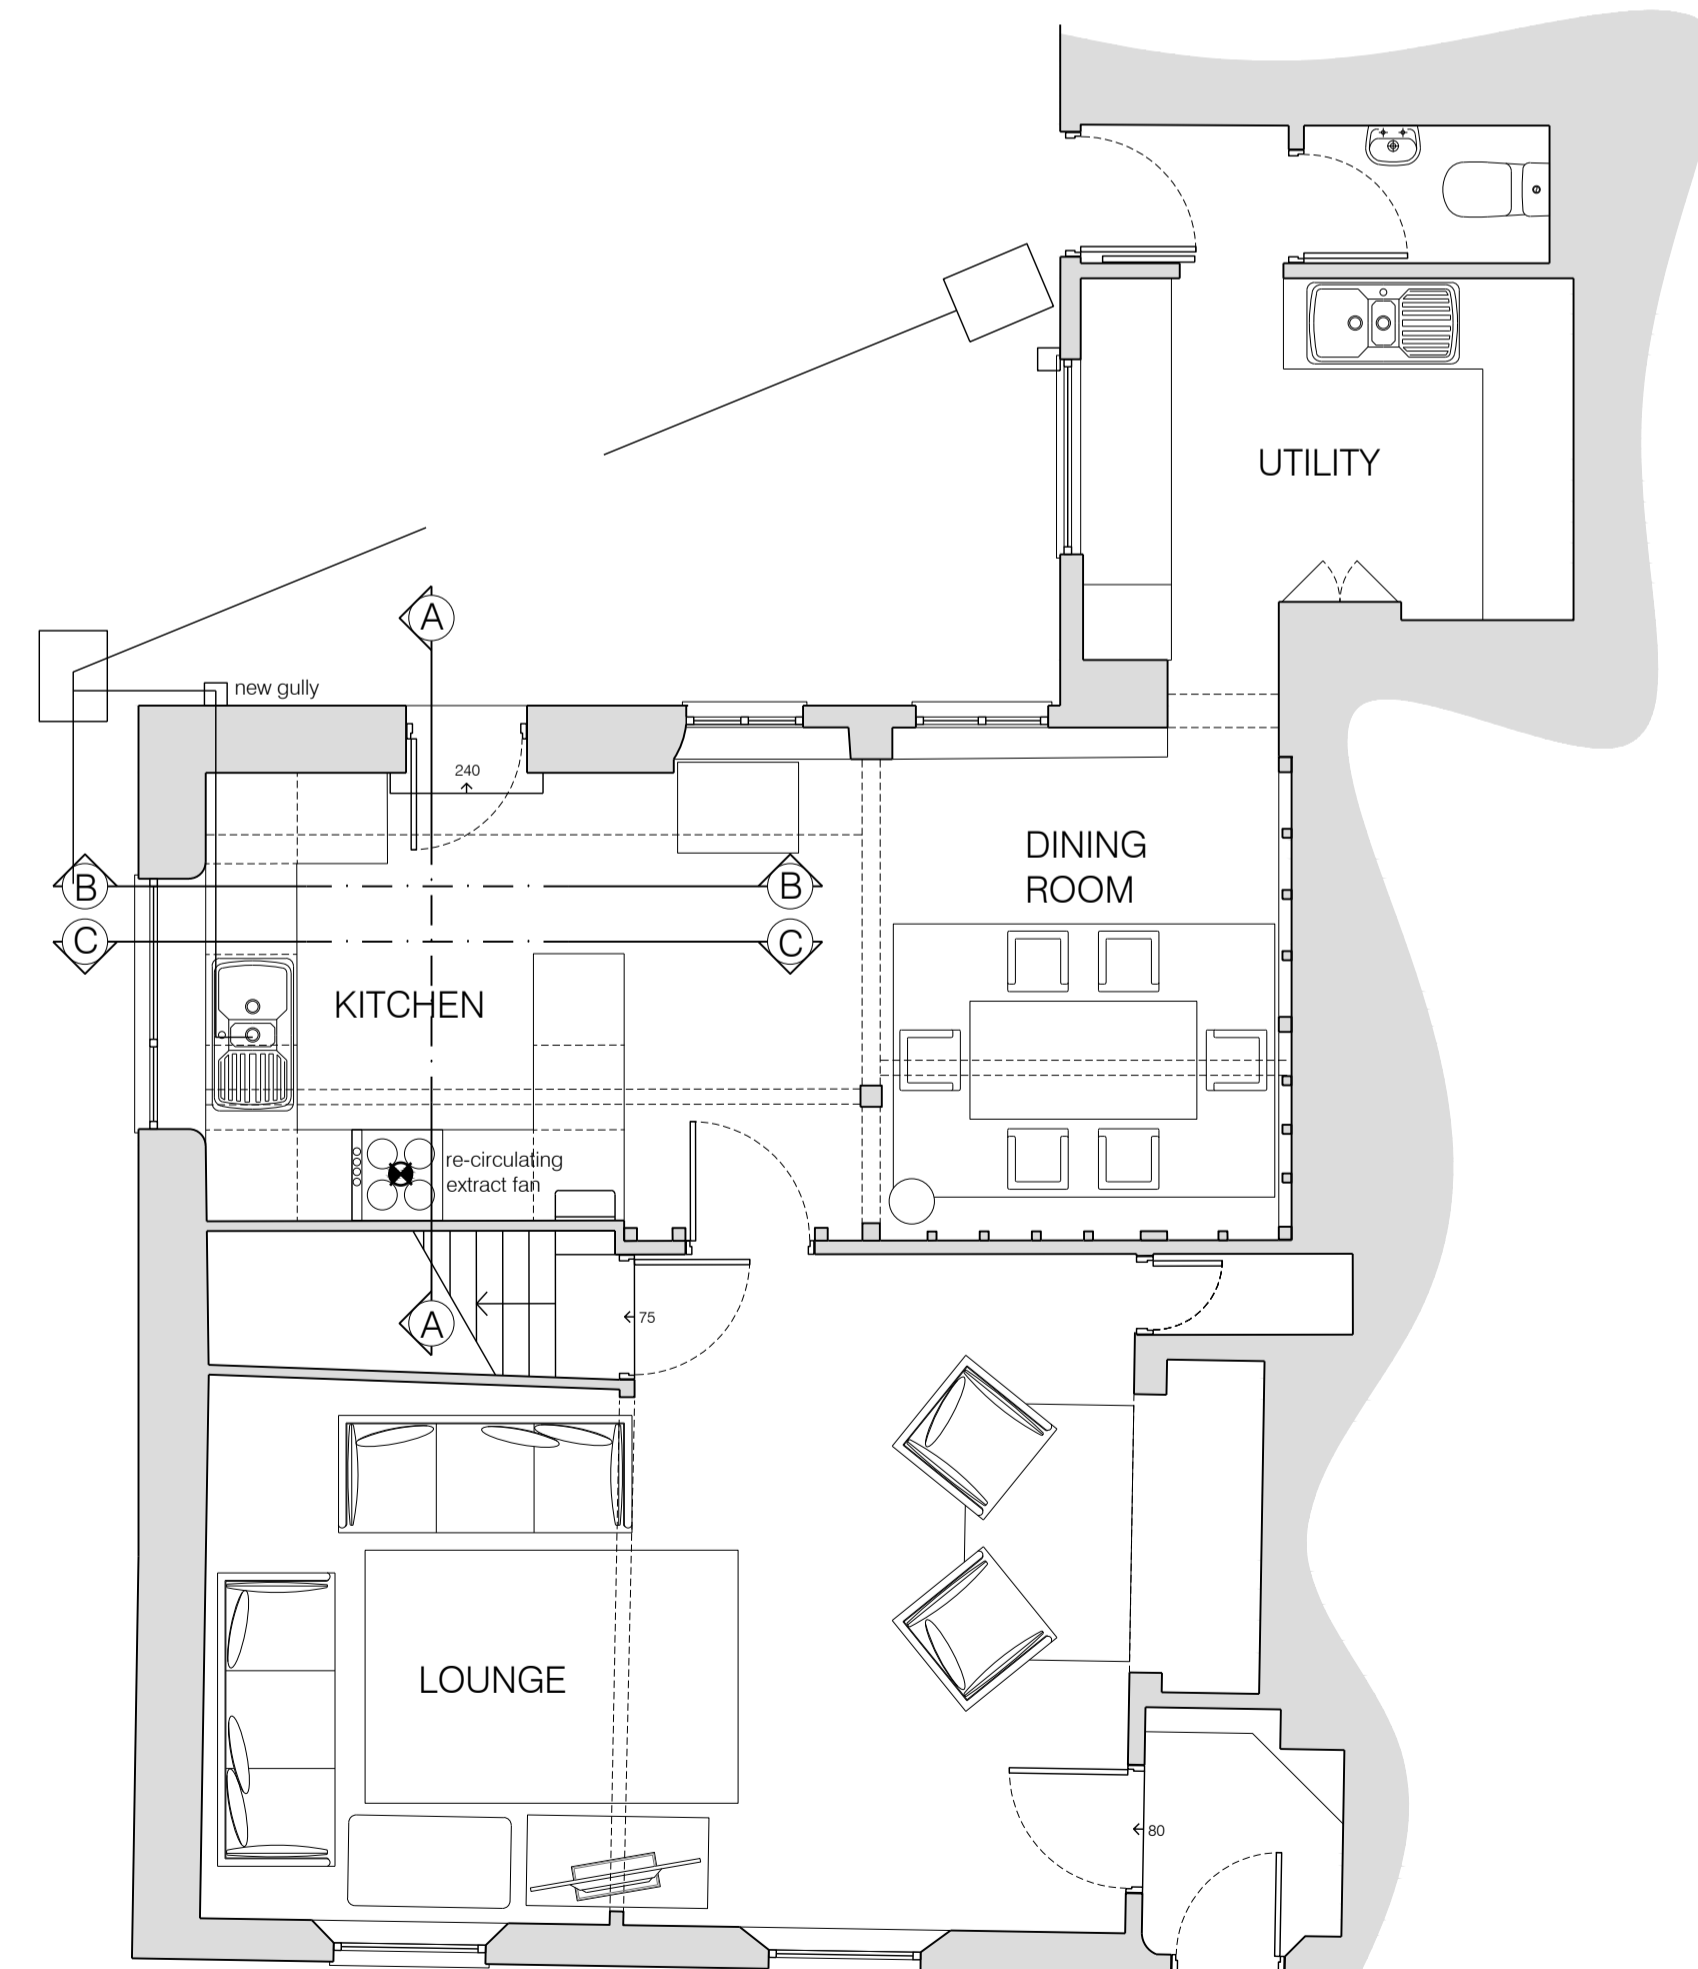 UTILITY
A
new gully
240
DINING
ROOM
B
B
C
C
KITCHEN
re-circulating
extract fan
A
75
LOUNGE
80